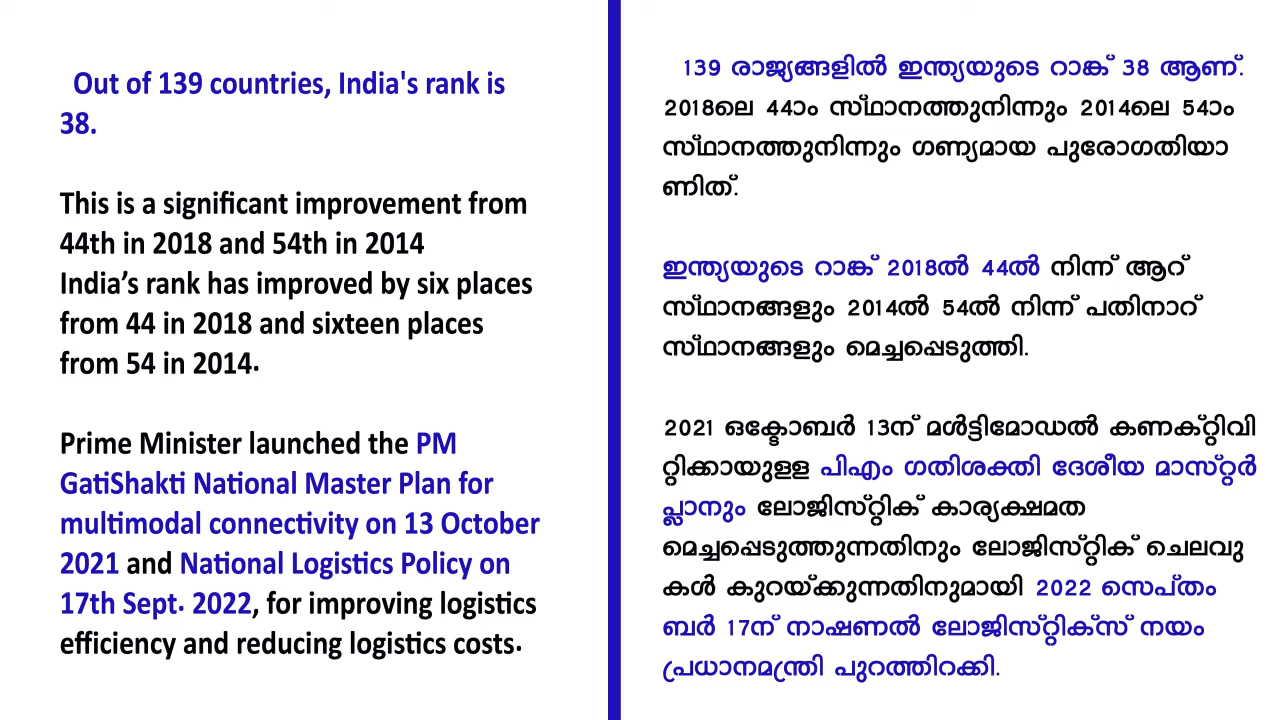 Out of 139 countries, India's rank is
38.
This is a significant improvement from
44th in 2018 and 54th in 2014
India’s rank has improved by six places
from 44 in 2018 and sixteen places
from 54 in 2014.
Prime Minister launched the PM
GatiShakti National Master Plan for
multimodal connectivity on 13 October
2021 and National Logistics Policy on
17th Sept. 2022, for improving logistics
efficiency and reducing logistics costs.
139 രാജ്യങ്ങളിൽ ഇന്ത്യയുടെ റാങ്ക് 38 ആണ്.
2018ലെ 44ാം സ്ഥാനത്തുനിന്നും 2014ലെ 54ാം
സ്ഥാനത്തുനിന്നും ഗണ്യമായ പുരോഗതിയാ
ണിത്.
ഇന്ത്യയുടെ റാങ്ക് 2018ൽ 44ൽ നിന്ന് ആറ്
സ്ഥാനങ്ങളും 2014ൽ 54ൽ നിന്ന് പതിനാറ്
സ്ഥാനങ്ങളും മെച്ചപ്പെടുത്തി.
2021 ഒക്ടോബർ 13ന് മൾട്ടിമോഡൽ കണക്റ്റിവി
റ്റിക്കായുളള പിഎം ഗതിശക്തി ദേശീയ മാസ്റ്റർ
പ്ലാനും ലോജിസ്റ്റിക് കാര്യക്ഷമത
മെച്ചപ്പെടുത്തുന്നതിനും ലോജിസ്റ്റിക് ചെലവു
കൾ കുറയ്ക്കുന്നതിനുമായി 2022 സെപ്തം
ബർ 17ന് നാഷണൽ ലോജിസ്റ്റിക്സ് നയം
പ്രധാനമന്ത്രി പുറത്തിറക്കി.